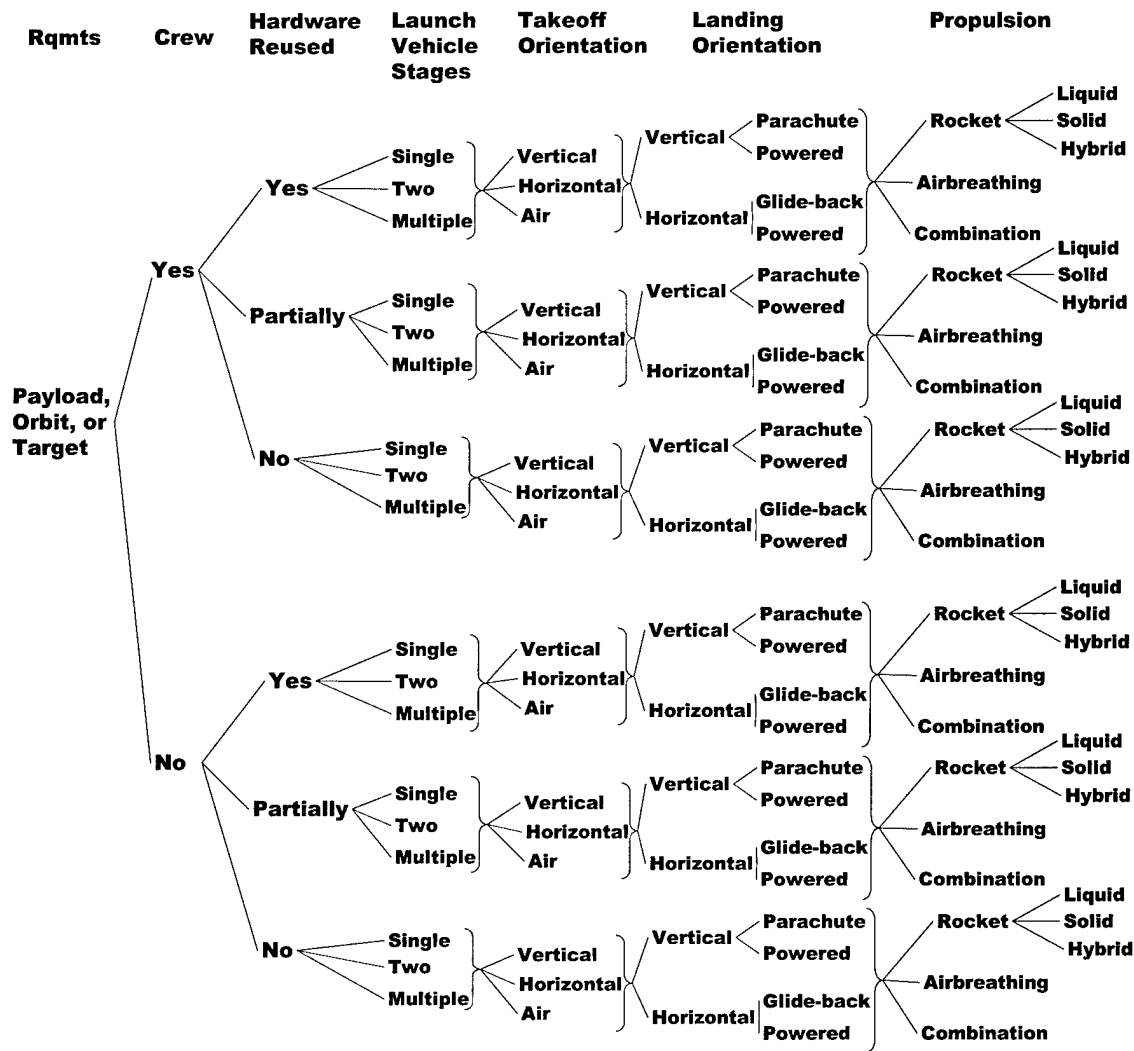 Rqmts
Crew
Hardware
Reused
Launch
Vehicle
Stages
Takeoff
Orientation
Landing
Orientation
Propulsion
Payload,
Orbit, or
Target
Yes
Yes
Single
Two
Multiple
Vertical
Horizontal
Air
Vertical
Parachute
Powered
Horizontal
Glide-back
Powered
Rocket
Liquid
Solid
Hybrid
Airbreathing
Combination
Partially
Single
Two
Multiple
Vertical
Horizontal
Air
Vertical
Parachute
Powered
Horizontal
Glide-back
Powered
Rocket
Liquid
Solid
Hybrid
Airbreathing
Combination
No
Single
Two
Multiple
Vertical
Horizontal
Air
Vertical
Parachute
Powered
Horizontal
Glide-back
Powered
Rocket
Liquid
Solid
Hybrid
Airbreathing
Combination
No
Yes
Single
Two
Multiple
Vertical
Horizontal
Air
Vertical
Parachute
Powered
Horizontal
Glide-back
Powered
Rocket
Liquid
Solid
Hybrid
Airbreathing
Combination
Partially
Single
Two
Multiple
Vertical
Horizontal
Air
Vertical
Parachute
Powered
Horizontal
Glide-back
Powered
Rocket
Liquid
Solid
Hybrid
Airbreathing
Combination
No
Single
Two
Multiple
Vertical
Horizontal
Air
Vertical
Parachute
Powered
Horizontal
Glide-back
Powered
Rocket
Liquid
Solid
Hybrid
Airbreathing
Combination